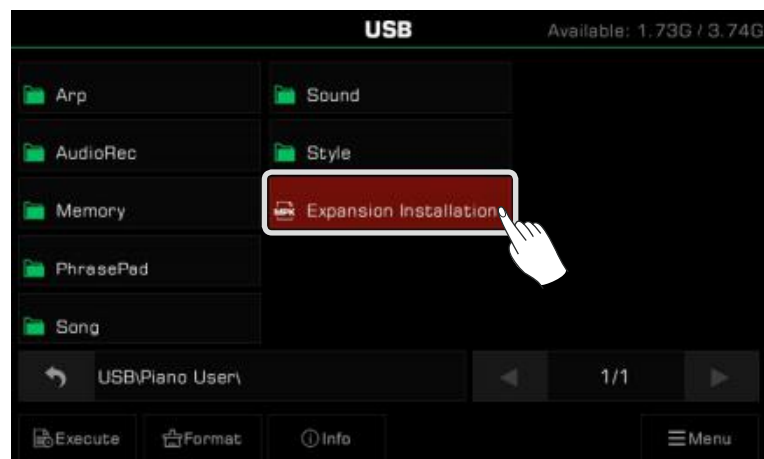 USB
Available: 1.73G / 3.74G
Arp
Sound
AudioRec
Style
Memory
MPK Expansion Installation
PhrasePad
Song
USB\Piano User\
1/1
Execute
Format
Info
Menu